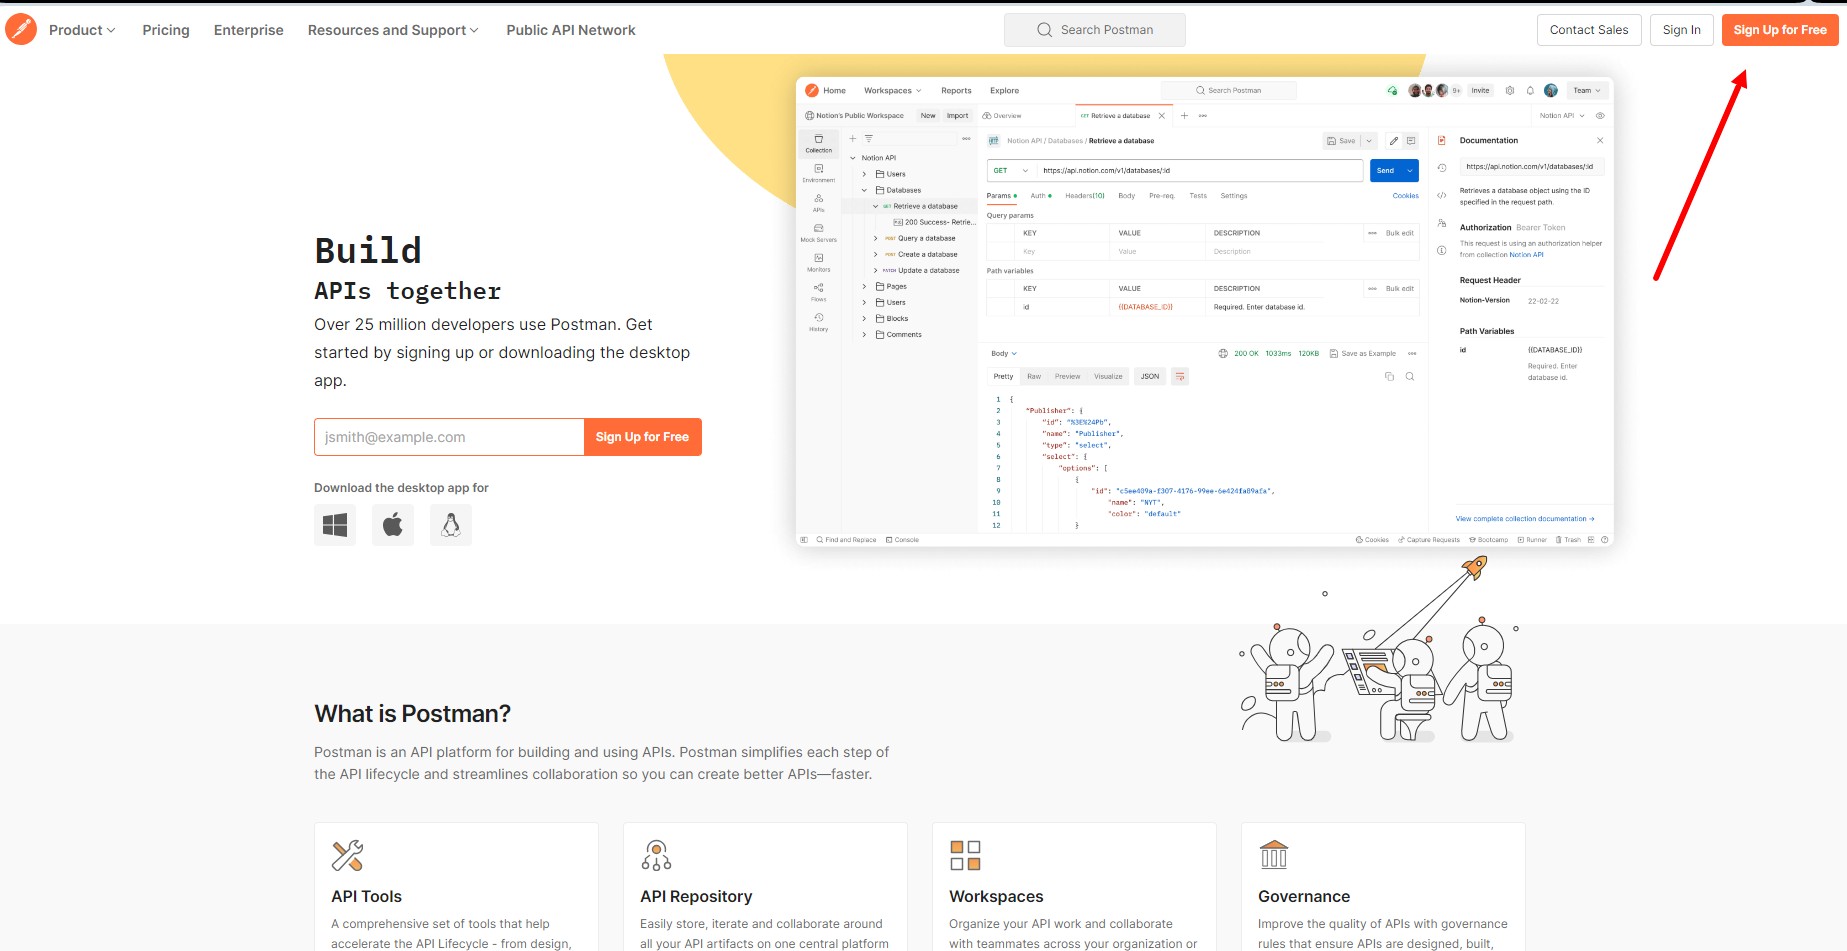 Product
Pricing
Enterprise
Resources and Support
Public API Network
Search Postman
Contact Sales
Sign In
Sign Up for Free
Build
APIs together
Over 25 million developers use Postman. Get
started by signing up or downloading the desktop
app.
jsmith@example.com
Sign Up for Free
Download the desktop app for
Home
Workspaces
Reports
Explore
Search Postman
9+
Invite
Team
Notion's Public Workspace
New
Import
Overview
GET Retrieve a database
Notion API
Collection
Environment
APIs
Mock Servers
Monitors
Flows
History
Notion API
Users
Databases
GET Retrieve a database
200 Success- Retrie...
POST Query a database
POST Create a database
PATCH Update a database
Pages
Users
Blocks
Comments
Notion API / Databases / Retrieve a database
Save
GET
https://api.notion.com/v1/databases/:id
Send
Params
Auth
Headers(10)
Body
Pre-req.
Tests
Settings
Cookies
Query params
KEY VALUE DESCRIPTION
Bulk edit
Key Value Description
Path variables
KEY VALUE DESCRIPTION
Bulk edit
id {{DATABASE_ID}} Required. Enter database id.
Body
200 OK 1033ms 120KB
Save as Example
Pretty
Raw
Preview
Visualize
JSON
1 {
2 "Publisher": {
3 "id": "%3E%24Pb",
4 "name": "Publisher",
5 "type": "select",
6 "select": {
7 "options": [
8 {
9 "id": "c5ee409a-f307-4176-99ee-6e424fa89afa",
10 "name": "NYT",
11 "color": "default"
12 }
Documentation
https://api.notion.com/v1/databases/:id
Retrieves a database object using the ID
specified in the request path.
Authorization Bearer Token
This request is using an authorization helper
from collection Notion API
Request Header
Notion-Version 22-02-22
Path Variables
id {{DATABASE_ID}}
Required. Enter
database id.
View complete collection documentation →
Find and Replace
Console
Cookies
Capture Requests
Bootcamp
Runner
Trash
What is Postman?
Postman is an API platform for building and using APIs. Postman simplifies each step of
the API lifecycle and streamlines collaboration so you can create better APIs—faster.
API Tools
A comprehensive set of tools that help
accelerate the API Lifecycle - from design,
API Repository
Easily store, iterate and collaborate around
all your API artifacts on one central platform
Workspaces
Organize your API work and collaborate
with teammates across your organization or
Governance
Improve the quality of APIs with governance
rules that ensure APIs are designed, built,